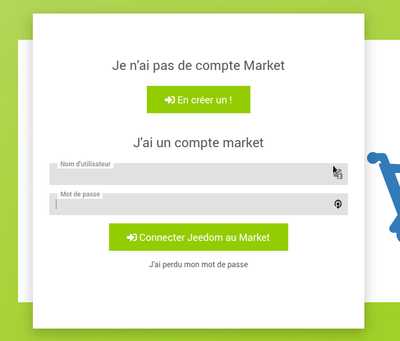 Je n'ai pas de compte Market
En créer un !
J'ai un compte market
Nom d'utilisateur
Mot de passe
Connecter Jeedom au Market
J'ai perdu mon mot de passe